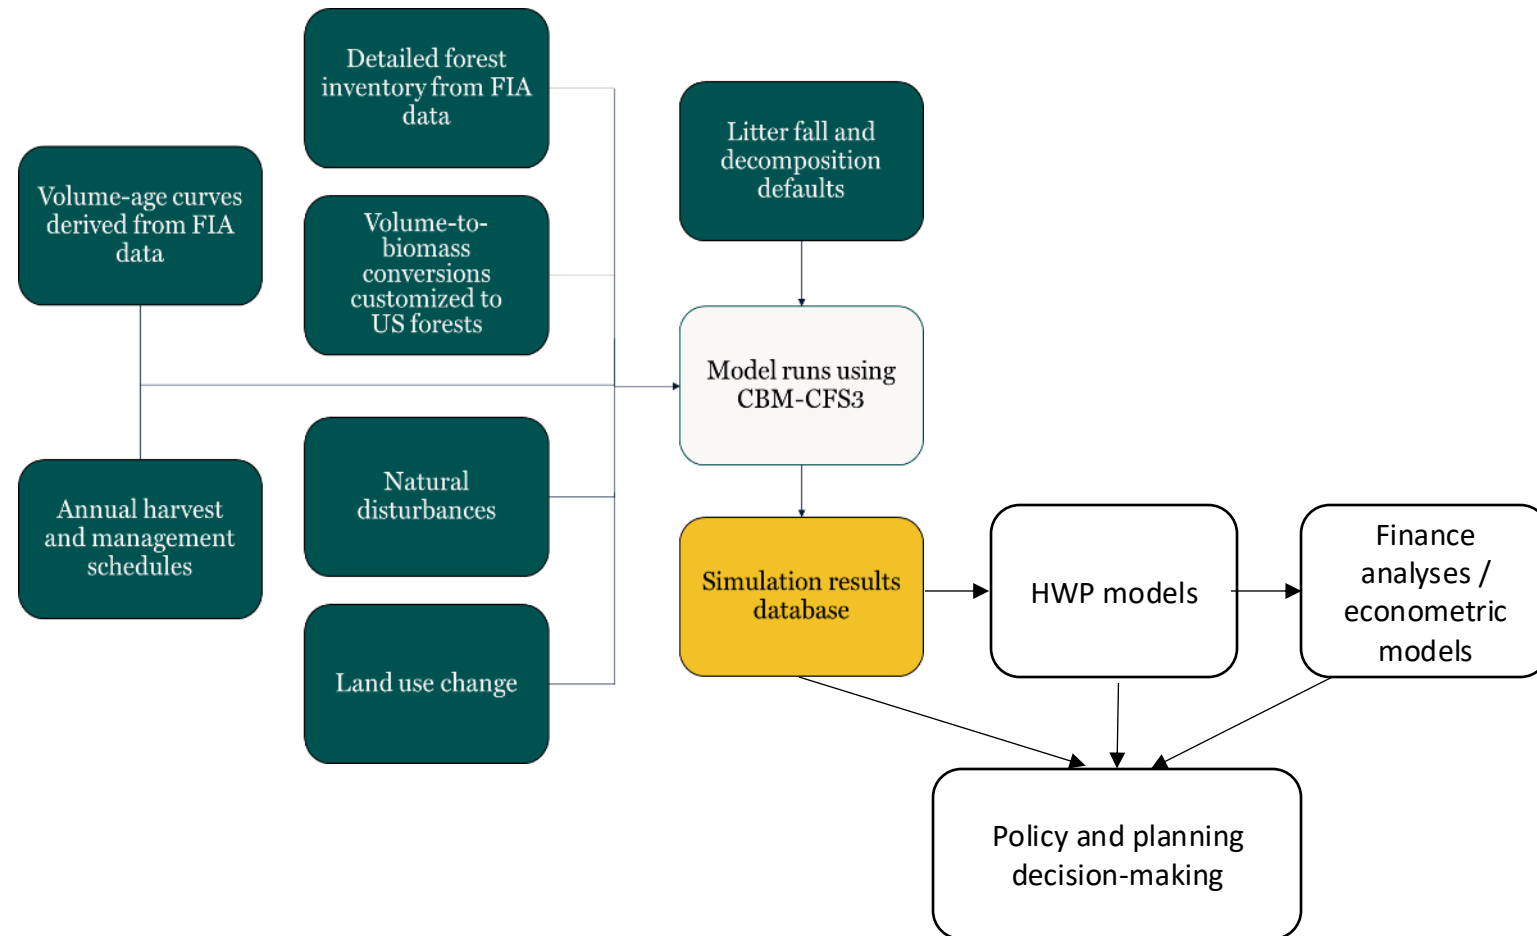 Detailed forest
inventory from FIA
data
Litter fall and
decomposition
defaults
Volume-age curves
derived from FIA
data
Volume-to-
biomass
conversions
customized to
US forests
Model runs using
CBM-CFS3
Annual harvest
and management
schedules
Natural
disturbances
Simulation results
database
HWP models
Finance
analyses /
econometric
models
Land use change
Policy and planning
decision-making